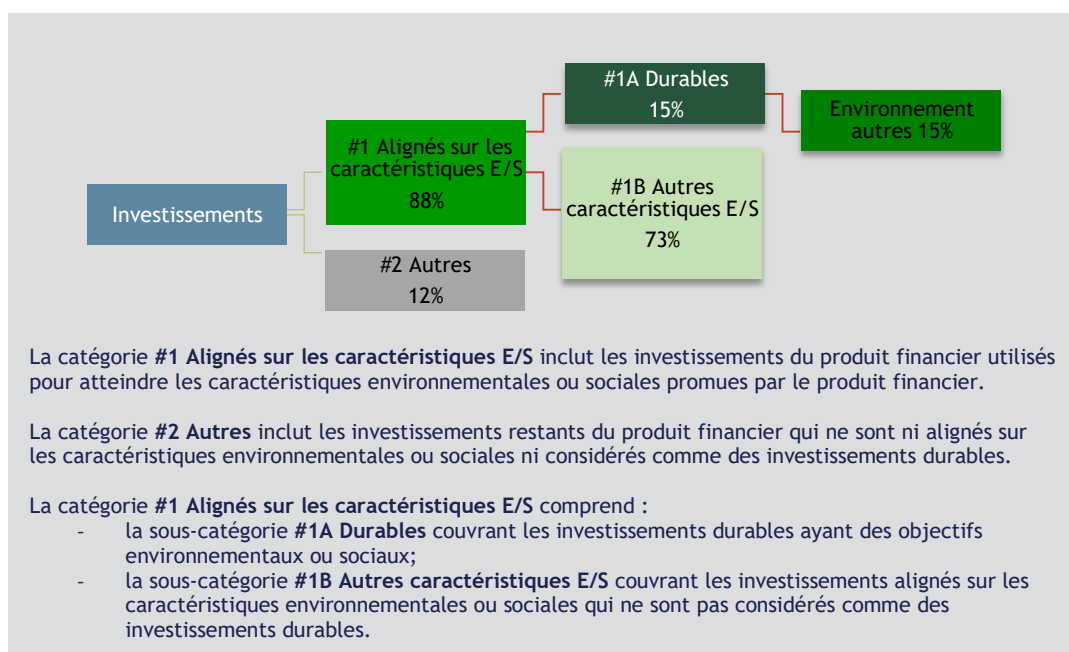 #1A Durables
15%
Environnement
autres 15%
#1 Alignés sur les
caractéristiques E/S
88%
#1B Autres
caractéristiques E/S
73%
Investissements
#2 Autres
12%
La catégorie #1 Alignés sur les caractéristiques E/S inclut les investissements du produit financier utilisés
pour atteindre les caractéristiques environnementales ou sociales promues par le produit financier.
La catégorie #2 Autres inclut les investissements restants du produit financier qui ne sont ni alignés sur
les caractéristiques environnementales ou sociales ni considérés comme des investissements durables.
La catégorie #1 Alignés sur les caractéristiques E/S comprend :
- la sous-catégorie #1A Durables couvrant les investissements durables ayant des objectifs
environnementaux ou sociaux;
- la sous-catégorie #1B Autres caractéristiques E/S couvrant les investissements alignés sur les
caractéristiques environnementales ou sociales qui ne sont pas considérés comme des
investissements durables.